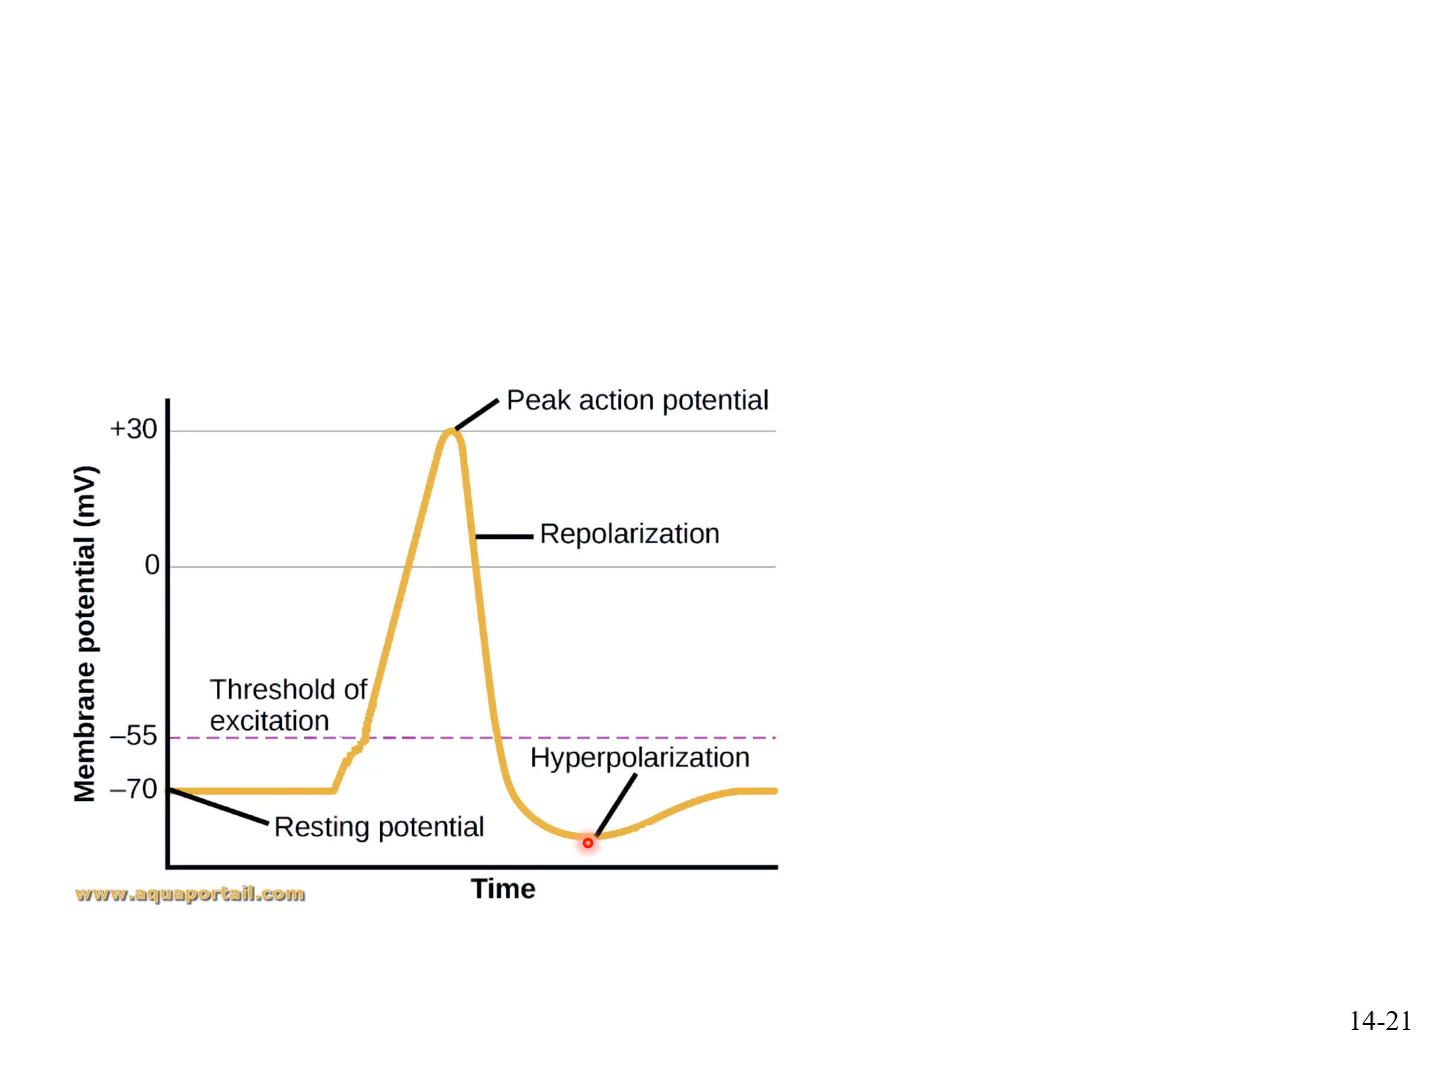 Peak action potential
+30
Membrane potential (mV)
Repolarization
0
Threshold of
excitation
–55
Hyperpolarization
–70
Resting potential
Time
www.aquaportail.com
14-21